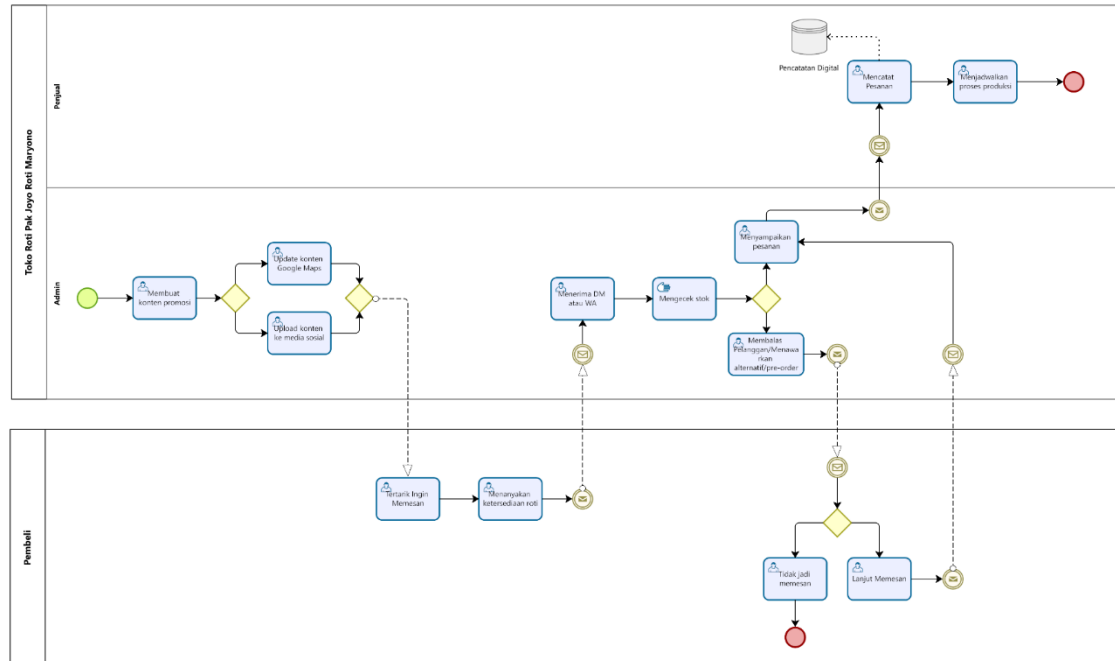 Toko Roti Pak Joyo Roti Maryono
Penjual
Pencatatan Digital
Mencatat
Pesanan
Menjadwalkan
proses produksi
Admin
Membuat
konten promosi
Update konten
Google Maps
Upload konten
ke media sosial
Menerima DM
atau WA
Mengecek stok
Menyampaikan
pesanan
Membalas
Pelanggan/Menawa
rkan
alternatif/pre-order
Pembeli
Tertarik Ingin
Memesan
Menanyakan
ketersediaan roti
Tidak jadi
memesan
Lanjut Memesan